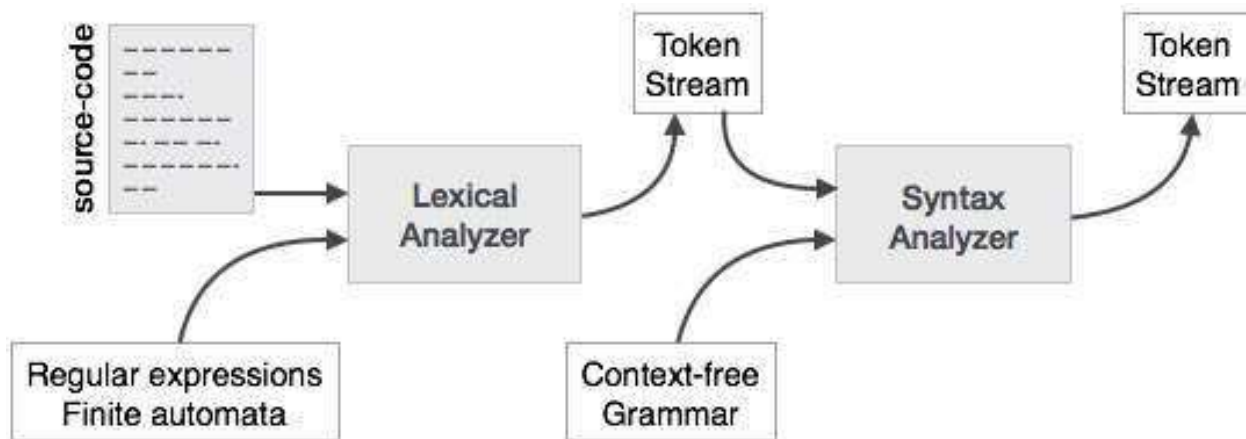 source-code
Token
Stream
Token
Stream
Lexical
Analyzer
Syntax
Analyzer
Regular expressions
Finite automata
Context-free
Grammar